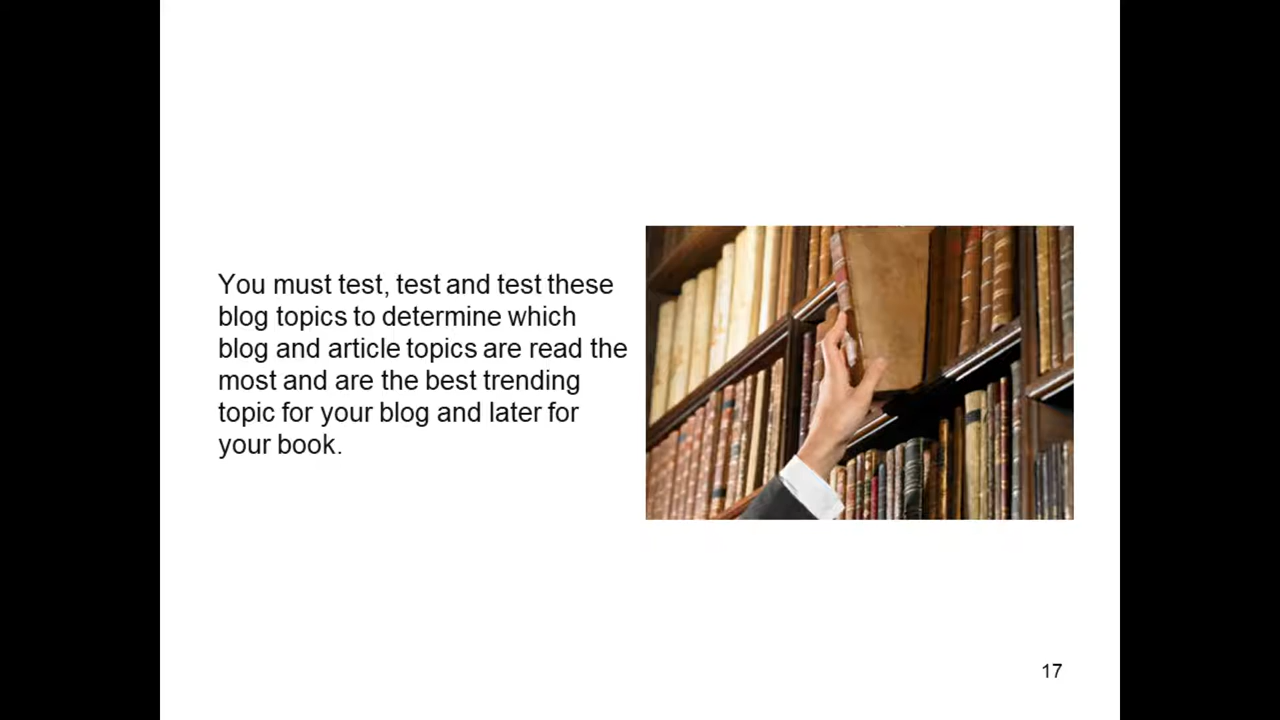 You must test, test and test these
blog topics to determine which
blog and article topics are read the
most and are the best trending
topic for your blog and later for
your book.
17